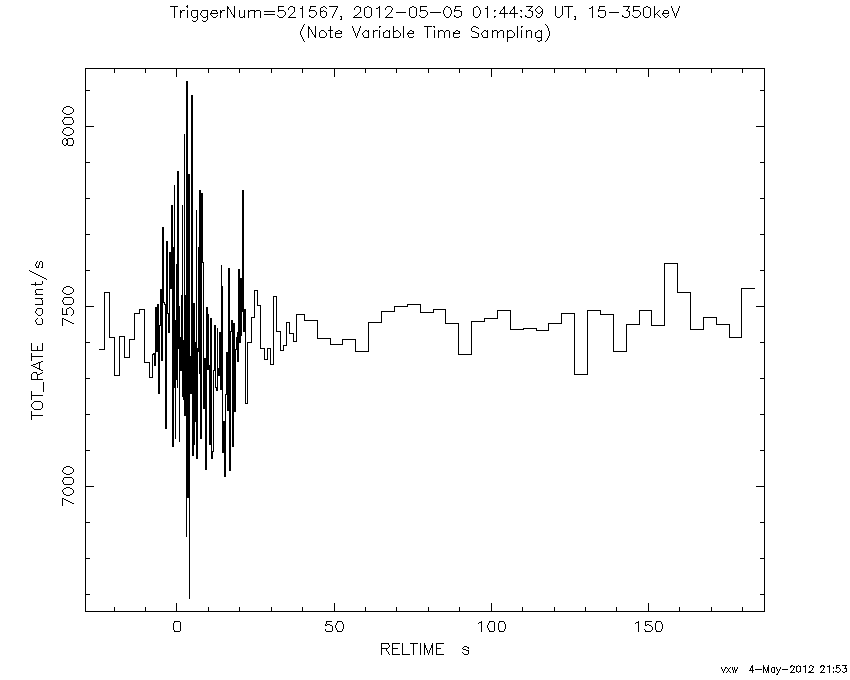 TriggerNum=521567, 2012-05-05 01:44:39 UT, 15-350keV
(Note Variable Time Sampling)
8000
7500
7000
TOT_RATE count/s
0 50 100 150
RELTIME s
vxw 4-May-2012 21:53